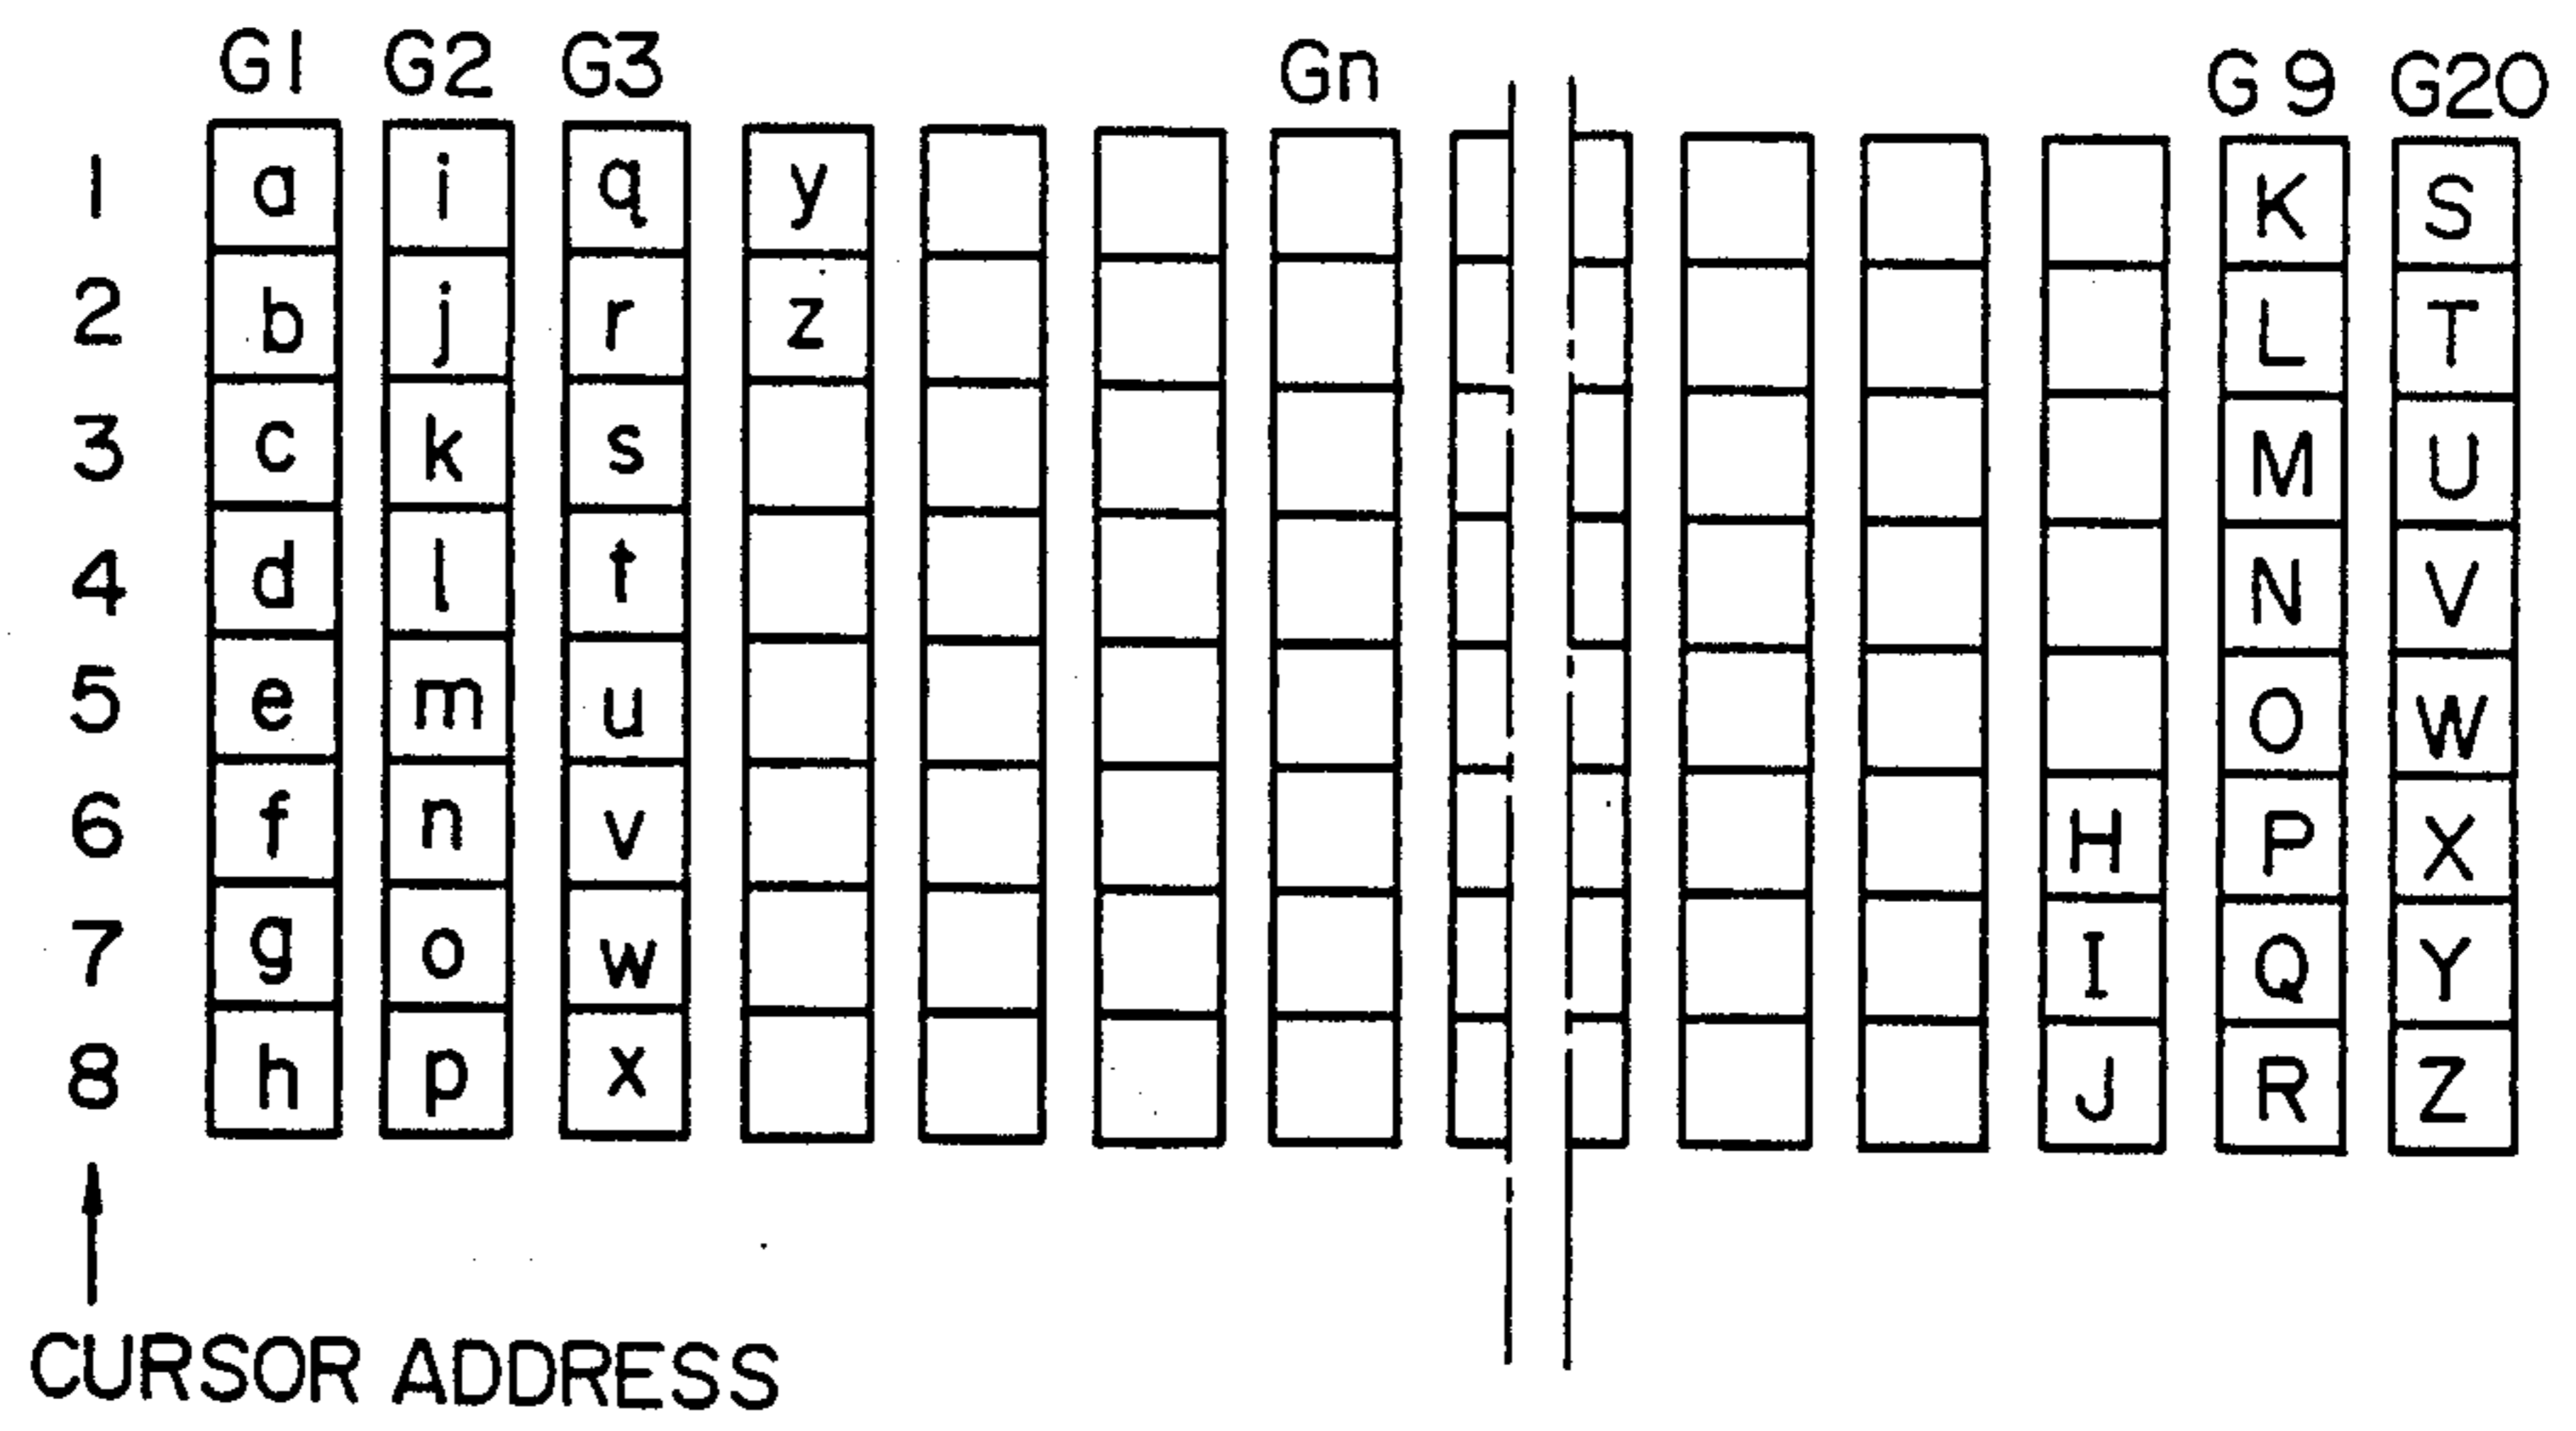 G1 G2 G3 Gn G9 G20
1 a i q y K S
2 b j r z L T
3 c k s M U
4 d l t N V
5 e m u O W
6 f n v H P X
7 g o w I Q Y
8 h p x J R Z
CURSOR ADDRESS